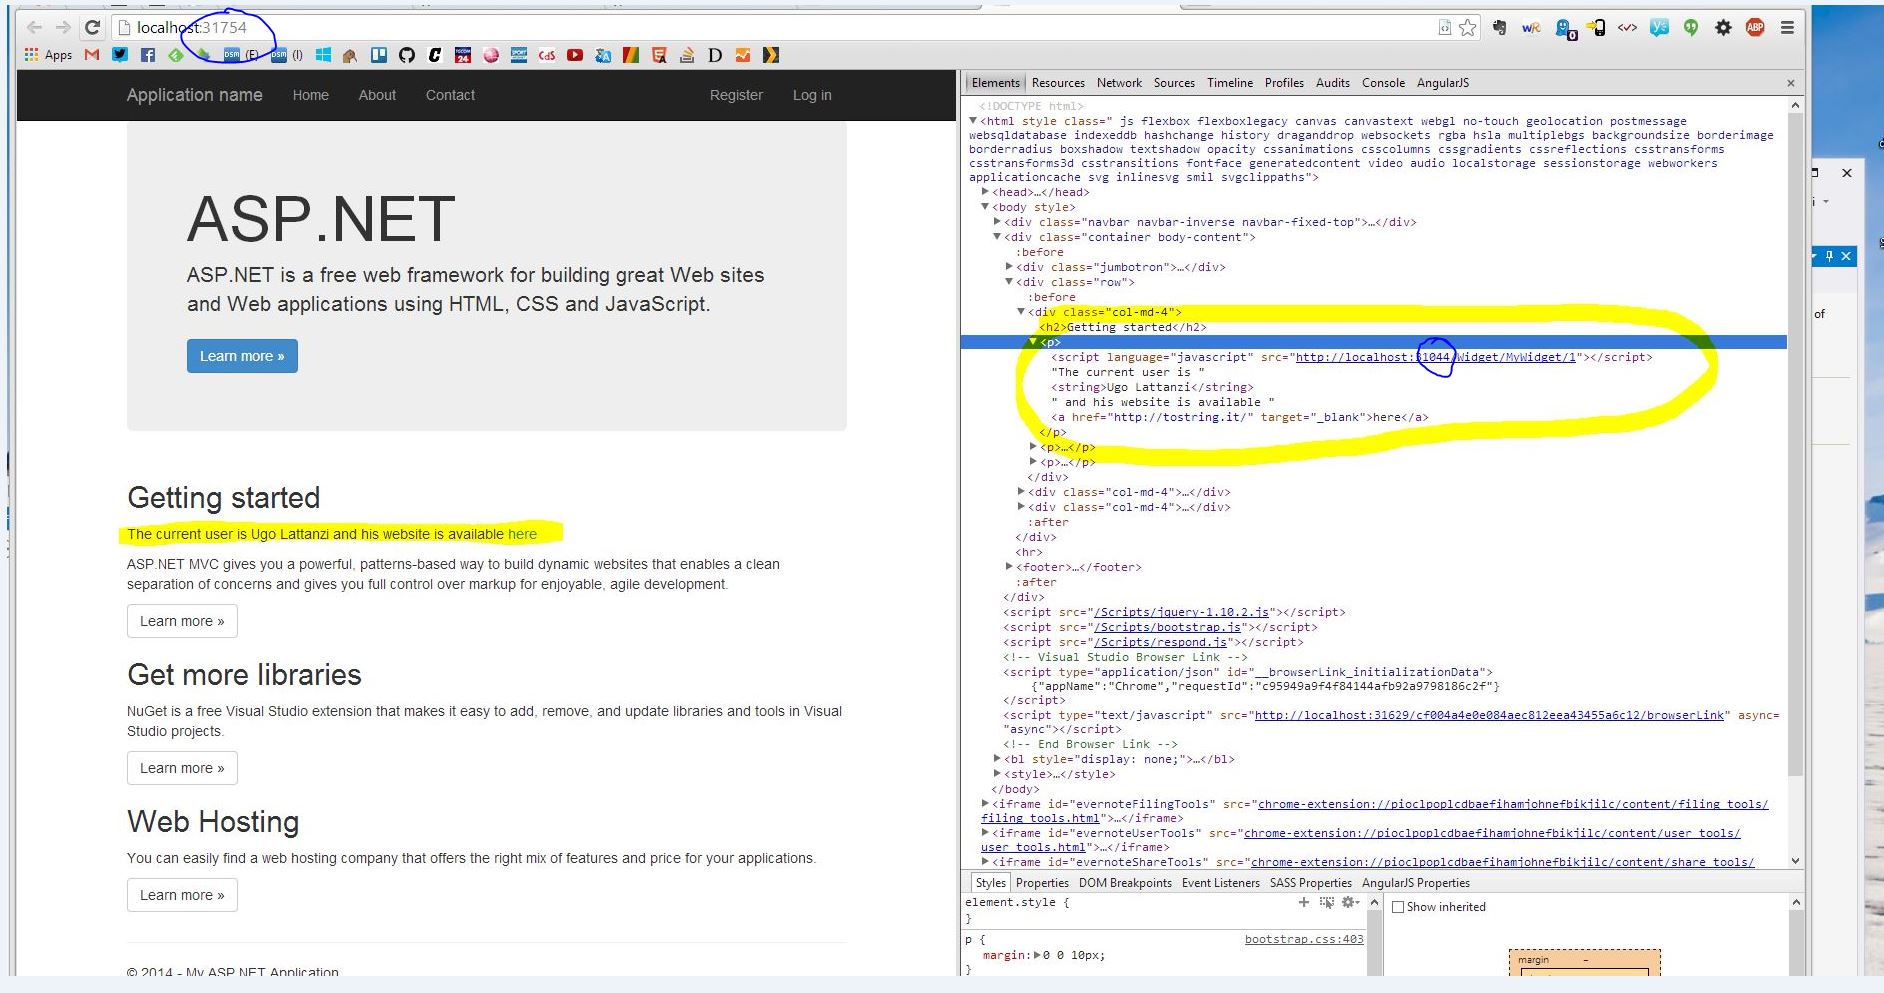 localhost:31754
Apps
(E)
(I)
Application name Home About Contact Register Log in
ASP.NET
ASP.NET is a free web framework for building great Web sites
and Web applications using HTML, CSS and JavaScript.
Learn more »
Getting started
The current user is Ugo Lattanzi and his website is available here
ASP.NET MVC gives you a powerful, patterns-based way to build dynamic websites that enables a clean
separation of concerns and gives you full control over markup for enjoyable, agile development.
Learn more »
Get more libraries
NuGet is a free Visual Studio extension that makes it easy to add, remove, and update libraries and tools in Visual
Studio projects.
Learn more »
Web Hosting
You can easily find a web hosting company that offers the right mix of features and price for your applications.
Learn more »
© 2014 - My ASP.NET Application
Elements Resources Network Sources Timeline Profiles Audits Console AngularJS
<!DOCTYPE html>
<html style class=" js flexbox flexboxlegacy canvas canvastext webgl no-touch geolocation postmessage
websqldatabase indexeddb hashchange history draganddrop websockets rgba hsla multiplebgs backgroundsize borderimage
borderradius boxshadow textshadow opacity cssanimations csscolumns cssgradients cssreflections csstransforms
csstransforms3d csstransitions fontface generatedcontent video audio localstorage sessionstorage webworkers
applicationcache svg inlinesvg smil svgclippaths">
<head>…</head>
<body style>
<div class="navbar navbar-inverse navbar-fixed-top">…</div>
<div class="container body-content">
:before
<div class="jumbotron">…</div>
<div class="row">
:before
<div class="col-md-4">
<h2>Getting started</h2>
<p>
<script language="javascript" src="http://localhost:31044/Widget/MyWidget/1"></script>
"The current user is "
<string>Ugo Lattanzi</string>
" and his website is available "
<a href="http://tostring.it/" target="_blank">here</a>
</p>
<p>…</p>
<p>…</p>
</div>
<div class="col-md-4">…</div>
<div class="col-md-4">…</div>
:after
</div>
<hr>
<footer>…</footer>
:after
</div>
<script src="/Scripts/jquery-1.10.2.js"></script>
<script src="/Scripts/bootstrap.js"></script>
<script src="/Scripts/respond.js"></script>
<!-- Visual Studio Browser Link -->
<script type="application/json" id="__browserLink_initializationData">
{"appName":"Chrome","requestId":"c95949a9f4f84144afb92a9798186c2f"}
</script>
<script type="text/javascript" src="http://localhost:31629/cf004a4e0e084aec812eea43455a6c12/browserLink" async=
"async"></script>
<!-- End Browser Link -->
<bl style="display: none;">…</bl>
<style>…</style>
</body>
<iframe id="evernoteFilingTools" src="chrome-extension://pioclpoplcdbaefihamjohnefbikjilc/content/filing_tools/
filing_tools.html">…</iframe>
<iframe id="evernoteUserTools" src="chrome-extension://pioclpoplcdbaefihamjohnefbikjilc/content/user_tools/
user_tools.html">…</iframe>
<iframe id="evernoteShareTools" src="chrome-extension://pioclpoplcdbaefihamjohnefbikjilc/content/share_tools/
Styles Properties DOM Breakpoints Event Listeners SASS Properties AngularJS Properties
element.style {
}
p { bootstrap.css:403
margin: 0 0 10px;
}
Show inherited
margin –
of